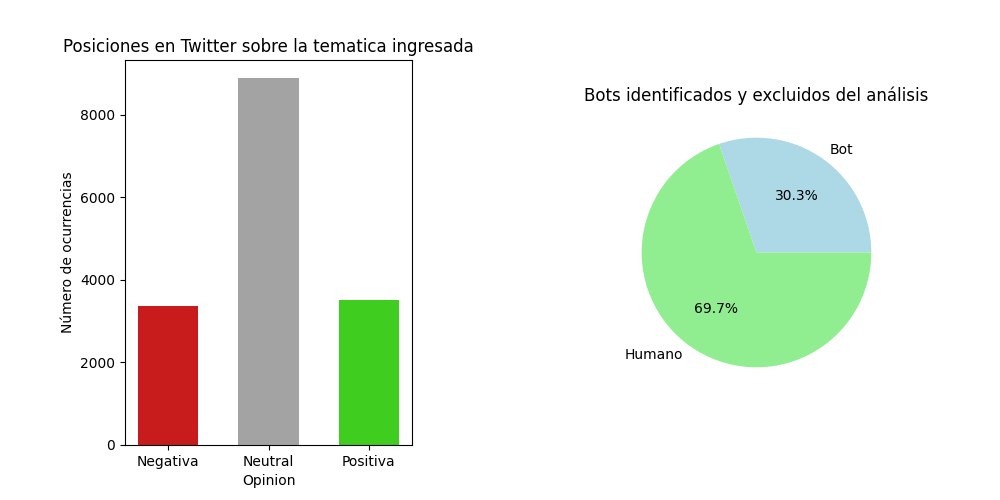 Posiciones en Twitter sobre la tematica ingresada
Número de ocurrencias
8000
6000
4000
2000
0
Negativa
Neutral
Positiva
Opinion
Bots identificados y excluidos del análisis
Bot
30.3%
69.7%
Humano